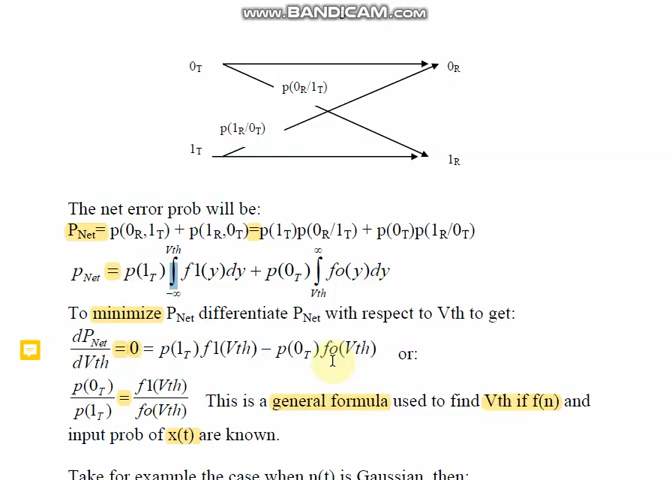 www.BANDICAM.com
0T 0R
p(0R/1T)
p(1R/0T)
1T 1R
The net error prob will be:
PNet= p(0R,1T) + p(1R,0T)=p(1T)p(0R/1T) + p(0T)p(1R/0T)
pNet = p(1T) ∫_{-∞}^{Vth} f1(y)dy + p(0T) ∫_{Vth}^{∞} fo(y)dy
To minimize PNet differentiate PNet with respect to Vth to get:
dPNet/dVth = 0 = p(1T) f1(Vth) − p(0T) fo(Vth) or:
p(0T)/p(1T) = f1(Vth)/fo(Vth) This is a general formula used to find Vth if f(n) and
input prob of x(t) are known.
Take for example the case when n(t) is Gaussian, then: